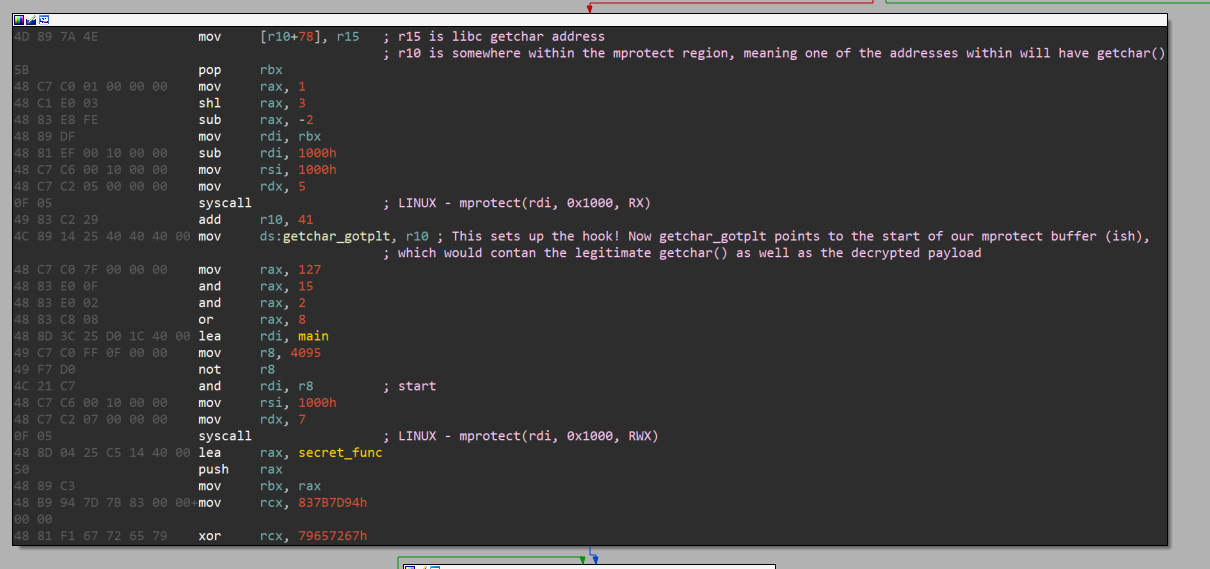 4D 89 7A 4E mov [r10+78], r15 ; r15 is libc getchar address
; r10 is somewhere within the mprotect region, meaning one of the addresses within will have getchar()
5B pop rbx
48 C7 C0 01 00 00 00 mov rax, 1
48 C1 E0 03 shl rax, 3
48 83 E8 FE sub rax, -2
48 89 DF mov rdi, rbx
48 81 EF 00 10 00 00 sub rdi, 1000h
48 C7 C6 00 10 00 00 mov rsi, 1000h
48 C7 C2 05 00 00 00 mov rdx, 5
0F 05 syscall ; LINUX - mprotect(rdi, 0x1000, RX)
49 83 C2 29 add r10, 41
4C 89 14 25 40 40 40 00 mov ds:getchar_gotplt, r10 ; This sets up the hook! Now getchar_gotplt points to the start of our mprotect buffer (ish),
; which would contan the legitimate getchar() as well as the decrypted payload
48 C7 C0 7F 00 00 00 mov rax, 127
48 83 E0 0F and rax, 15
48 83 E0 02 and rax, 2
48 83 C8 08 or rax, 8
48 8D 3C 25 D0 1C 40 00 lea rdi, main
49 C7 C0 FF 0F 00 00 mov r8, 4095
49 F7 D0 not r8
4C 21 C7 and rdi, r8 ; start
48 C7 C6 00 10 00 00 mov rsi, 1000h
48 C7 C2 07 00 00 00 mov rdx, 7
0F 05 syscall ; LINUX - mprotect(rdi, 0x1000, RWX)
48 8D 04 25 C5 14 40 00 lea rax, secret_func
50 push rax
48 89 C3 mov rbx, rax
48 B9 94 7D 7B 83 00 00+mov rcx, 837B7D94h
00 00
48 81 F1 67 72 65 79 xor rcx, 79657267h